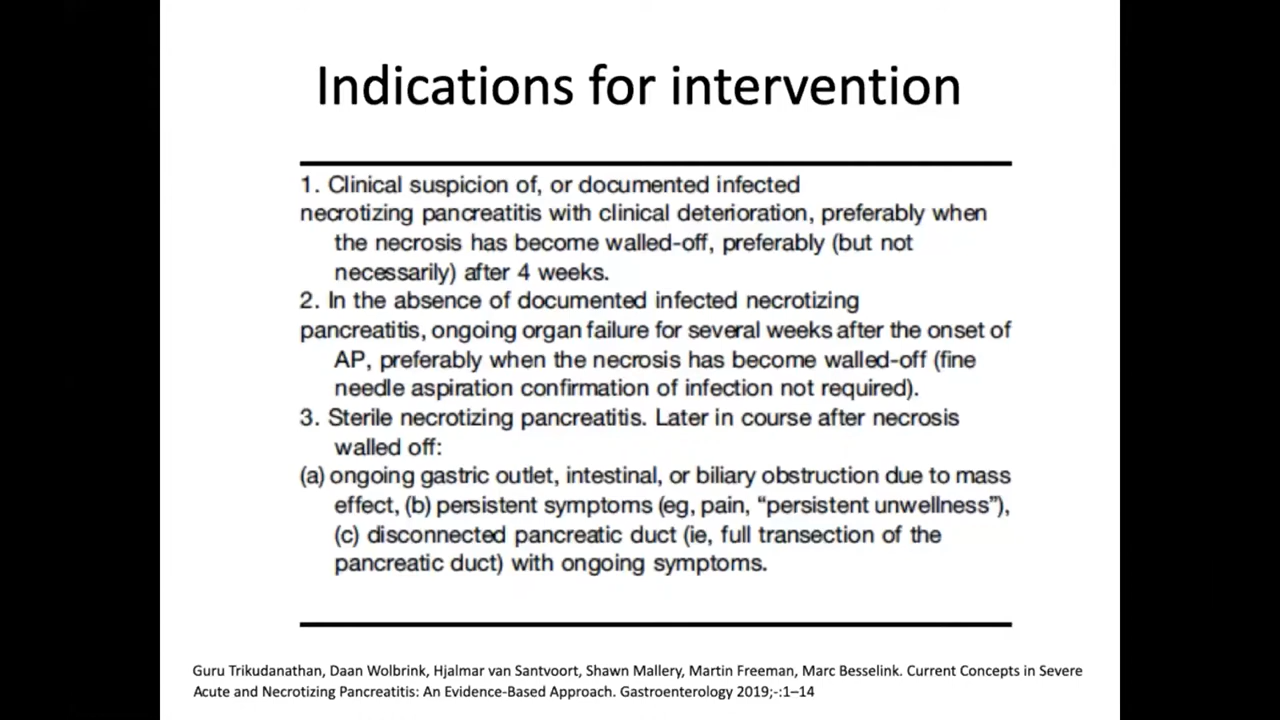 Indications for intervention
1. Clinical suspicion of, or documented infected
necrotizing pancreatitis with clinical deterioration, preferably when
the necrosis has become walled-off, preferably (but not
necessarily) after 4 weeks.
2. In the absence of documented infected necrotizing
pancreatitis, ongoing organ failure for several weeks after the onset of
AP, preferably when the necrosis has become walled-off (fine
needle aspiration confirmation of infection not required).
3. Sterile necrotizing pancreatitis. Later in course after necrosis
walled off:
(a) ongoing gastric outlet, intestinal, or biliary obstruction due to mass
effect, (b) persistent symptoms (eg, pain, “persistent unwellness”),
(c) disconnected pancreatic duct (ie, full transection of the
pancreatic duct) with ongoing symptoms.
Guru Trikudanathan, Daan Wolbrink, Hjalmar van Santvoort, Shawn Mallery, Martin Freeman, Marc Besselink. Current Concepts in Severe
Acute and Necrotizing Pancreatitis: An Evidence-Based Approach. Gastroenterology 2019;-:1–14